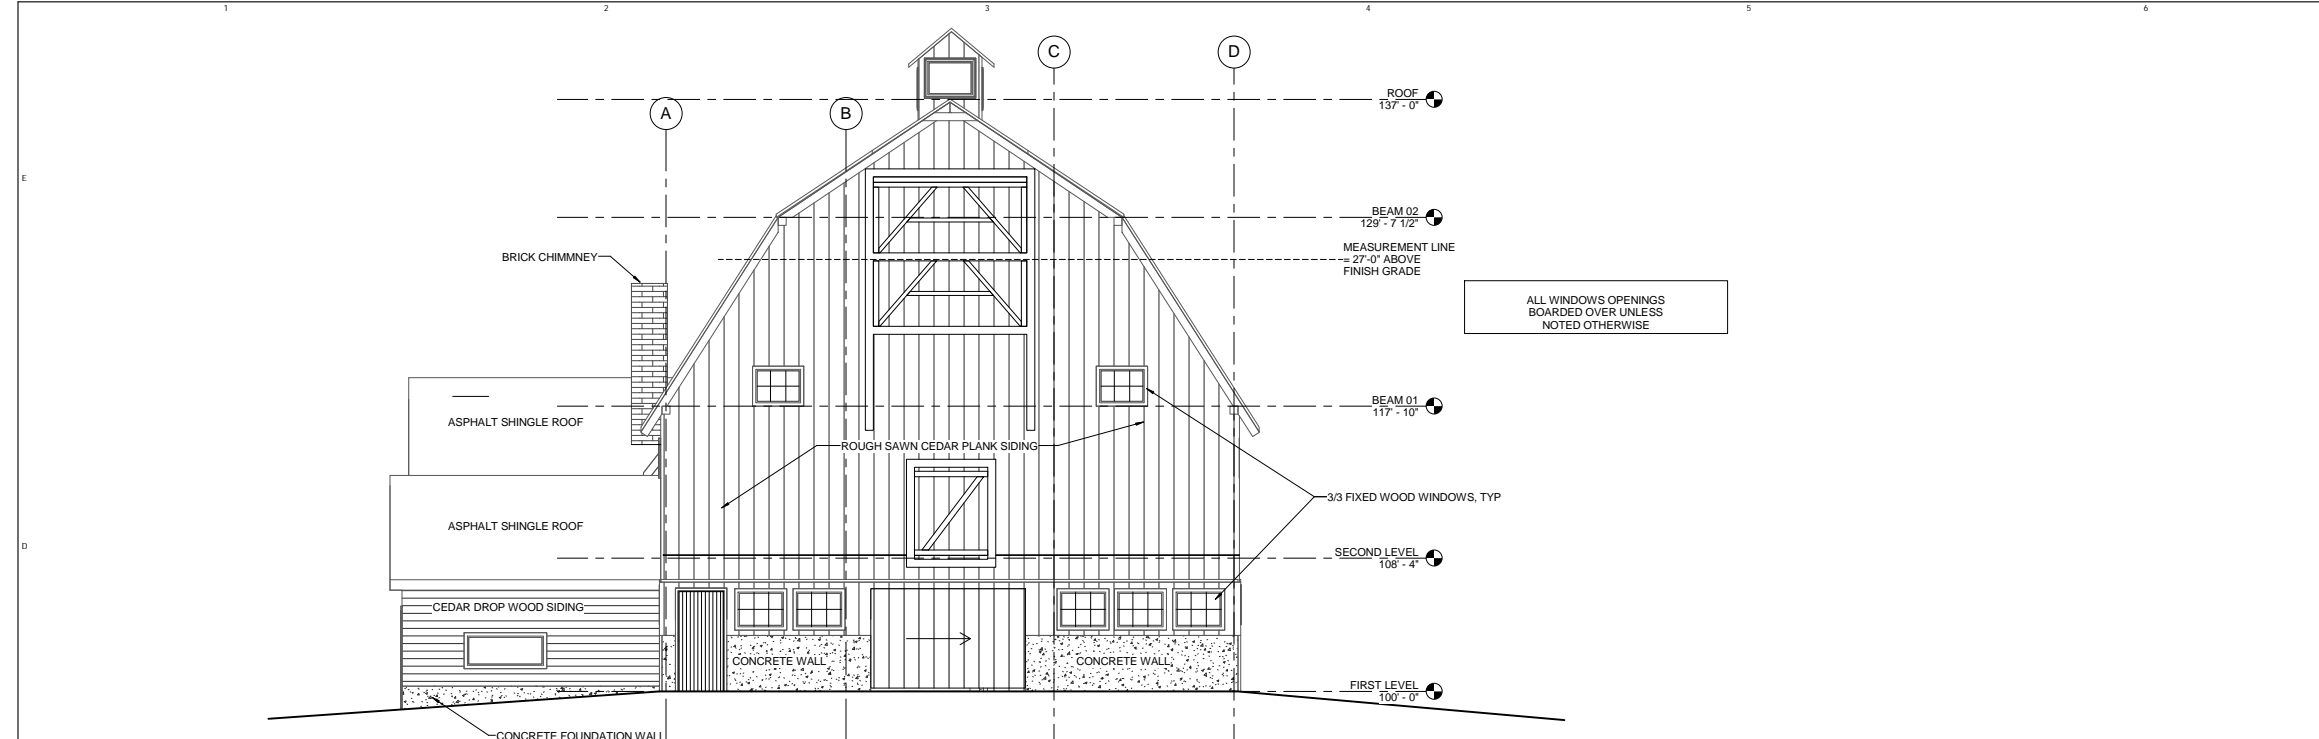 1 2 3 4 5 6
C D
A B
ROOF
137' - 0"
E
BEAM 02
129' - 7 1/2"
MEASUREMENT LINE
= 27'-0" ABOVE
FINISH GRADE
BRICK CHIMMNEY
ALL WINDOWS OPENINGS
BOARDED OVER UNLESS
NOTED OTHERWISE
BEAM 01
117' - 10"
ASPHALT SHINGLE ROOF
ROUGH SAWN CEDAR PLANK SIDING
3/3 FIXED WOOD WINDOWS, TYP
ASPHALT SHINGLE ROOF
D
SECOND LEVEL
108' - 4"
CEDAR DROP WOOD SIDING
CONCRETE WALL
CONCRETE WALL
FIRST LEVEL
100' - 0"
CONCRETE FOUNDATION WALL